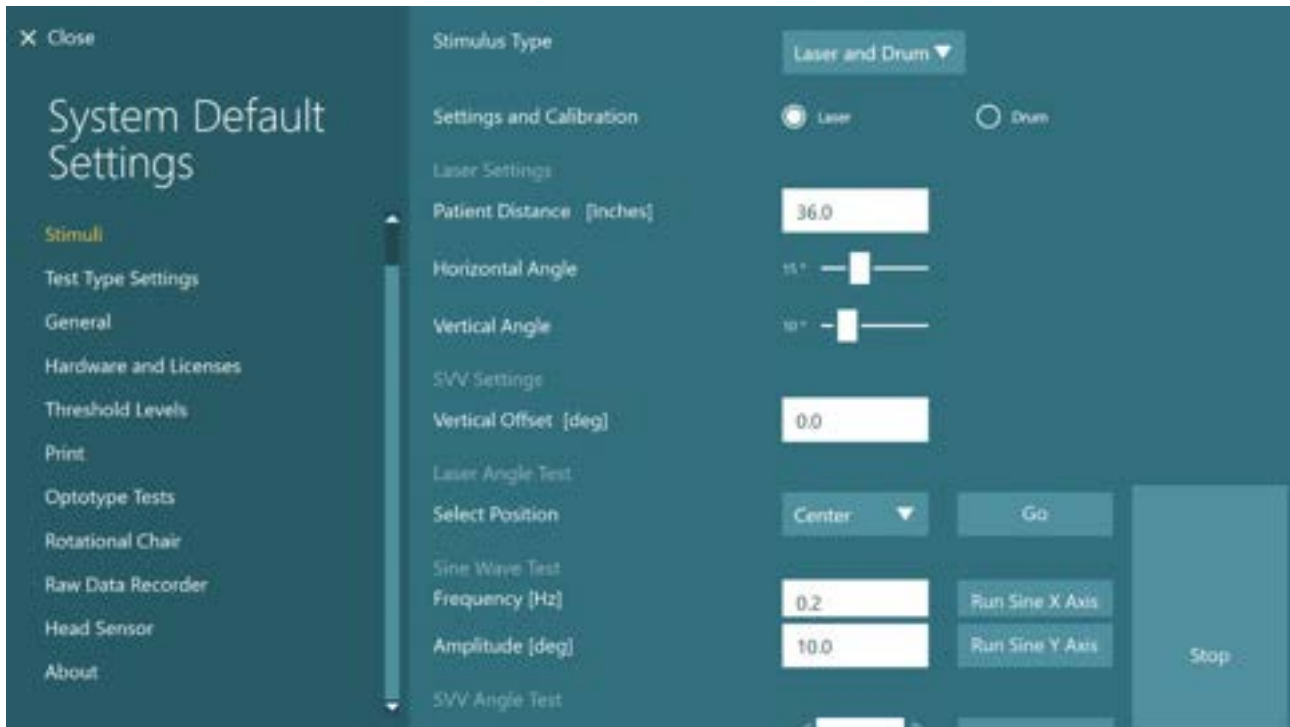 Close
System Default
Settings
Stimuli
Test Type Settings
General
Hardware and Licenses
Threshold Levels
Print
Optotype Tests
Rotational Chair
Raw Data Recorder
Head Sensor
About
Stimulus Type
Laser and Drum
Settings and Calibration
Laser
Drum
Laser Settings
Patient Distance [inches]
36.0
Horizontal Angle
15 °
Vertical Angle
10 °
SVV Settings
Vertical Offset [deg]
0.0
Laser Angle Test
Select Position
Center
Go
Sine Wave Test
Frequency [Hz]
0.2
Run Sine X Axis
Amplitude [deg]
10.0
Run Sine Y Axis
Stop
SVV Angle Test